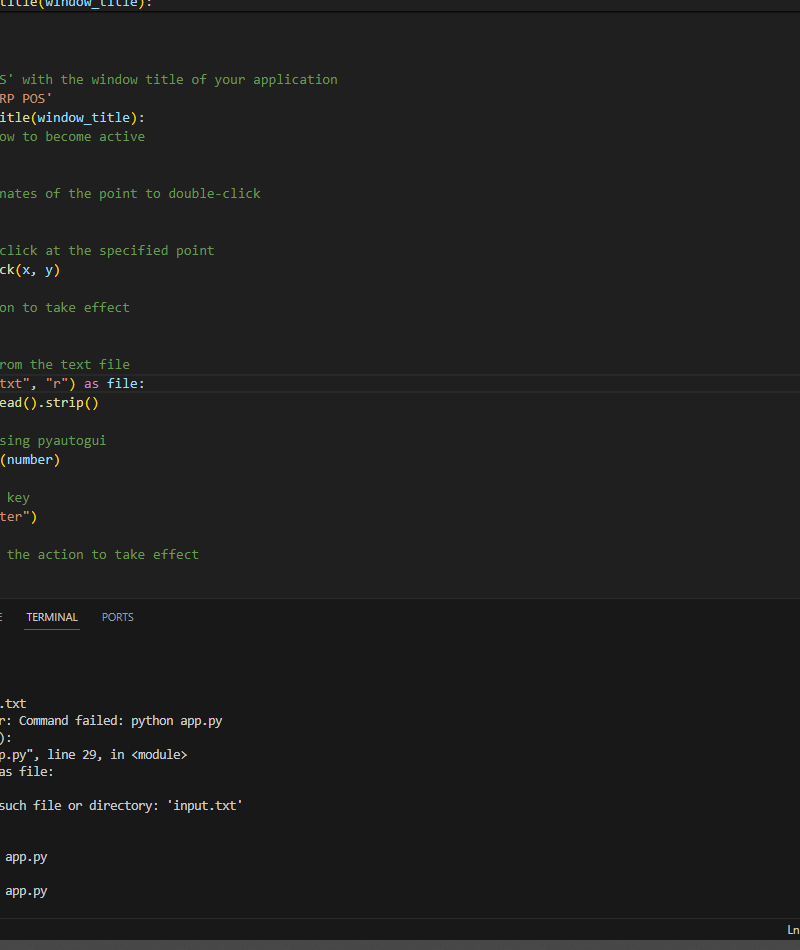 title(window_title):
S' with the window title of your application
RP POS'
itle(window_title):
ow to become active
nates of the point to double-click
click at the specified point
ck(x, y)
on to take effect
rom the text file
txt", "r") as file:
ead().strip()
sing pyautogui
(number)
key
ter")
the action to take effect
E TERMINAL PORTS
.txt
r: Command failed: python app.py
):
p.py", line 29, in <module>
as file:
such file or directory: 'input.txt'
app.py
app.py
Ln